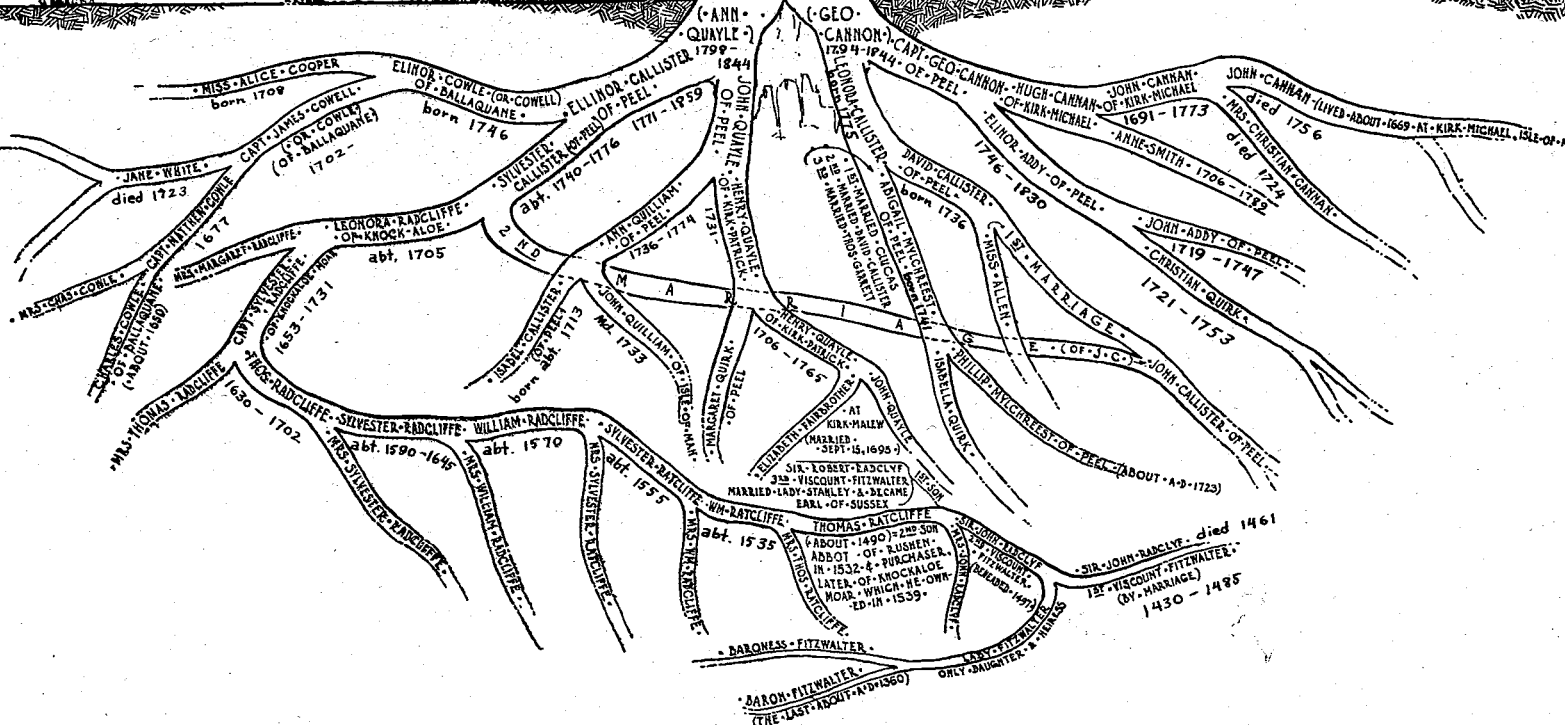 (·ANN·
QUAYLE·)
1798-
1844
(·GEO·
CANNON·)
1794-1844
CAPT·GEO·CANNON·
OF·PEEL·
HUGH·CANNAN·
OF·KIRK·MICHAEL·
JOHN·CANNAN·
OF·KIRK·MICHAEL
1691-1773
JOHN·CANNAN·(LIVED·ABOUT·1669·AT·KIRK·MICHAEL,
died 1756
MRS·CHRISTIAN·CANNAN·
died 1724
·ANNE·SMITH·1706-1782
ELINOR·ADDY·OF·PEEL·
1746-1830
·JOHN·ADDY·OF·PEEL·
1719-1747
CHRISTIAN·QUIRK·
1721-1753
·MISS·ALICE·COOPER
born 1708
ELINOR·COWLE·(OR·COWELL)
OF·BALLAQUANE·
born 1746
CAPT·JAMES·COWELL·
(·OR·COWLE·)
(OF·BALLAQUANE)
1702-
·JANE·WHITE·
died 1723
CAPT·MATTHEW·COWLE
1677
·MRS·CHAS·COWLE·
CHARLES·COWLE·
·OF·BALLAQUANE·
(·ABOUT·1650)
·ELLINOR·CALLISTER
OF·PEEL·
1771-1859
·SYLVESTER·
CALLISTER·(OF·PEEL)
abt. 1740-1776
LEONORA·RADCLIFFE·
OF·KNOCK·ALOE·
abt. 1705
MRS·MARGARET·RADCLIFFE·
CAPT·SYLVESTER·
RADCLIFFE·
OF·KNOCKALOE·MOAR
1653-1731
·MRS·THOMAS·RADCLIFFE
·THOS·RADCLIFFE·
1630-1702
MRS·SYLVESTER·RADCLIFFE·
·SYLVESTER·RADCLIFFE·
abt. 1590-1645
·MRS·WILLIAM·RADCLIFFE·
WILLIAM·RADCLIFFE·
abt. 1570
MRS·SYLVESTER·RATCLIFFE·
·SYLVESTER·RATCLIFFE
abt. 1555
MRS·WM·RATCLIFFE·
·WM·RATCLIFFE·
abt. 1535
MRS·THOS·RATCLIFFE·
THOMAS·RATCLIFFE
(·ABOUT·1490)=2ND·SON
ABBOT·OF·RUSHEN·
IN·1532·&·PURCHASER,
LATER·OF·KNOCKALOE
MOAR·WHICH·HE·OWN-
·ED·IN·1539·
·1ST·SON
SIR·ROBERT·RADCLYF
3RD·VISCOUNT·FITZWALTER
MARRIED·LADY·STANLEY·&·BECAME
EARL·OF·SUSSEX
·SIR·JOHN·RADCLYF
2ND·VISCOUNT·
·FITZWALTER·
MRS·JOHN·RADCLYF·
·SIR·JOHN·RADCLYF· died 1461
1ST·VISCOUNT·FITZWALTER·
(BY·MARRIAGE)
1430-1485
LADY·FITZWALTER
ONLY·DAUGHTER·&·HEIRESS
·BARONESS·FITZWALTER·
·BARON·FITZWALTER·
(THE·LAST·ABOUT·A·D·1360)
JOHN·QUAYLE·
OF·PEEL
HENRY·QUAYLE·
OF·KIRK·PATRICK·
1731-
ANN·QUILLIAM·
OF·PEEL·
1736-1774
·ISABEL·CALLISTER·
(OF·PEEL?)
born abt. 1713
JOHN·QUILLIAM·OF·ISLE·OF·MAN·
Md. 1733
MARGARET·QUIRK·
OF·PEEL
·HENRY·QUAYLE·
OF·KIRK·PATRICK·
1706-1765
·ELIZABETH·FAIRBROTHER·
·JOHN·QUAYLE·
·AT
KIRK·MALEW
(MARRIED·
·SEPT·15,1695·)
LEONORA·CALLISTER·
born 1775
DAVID·CALLISTER·
·OF·PEEL·
born 1736
ABIGAIL·MYLCHREEST·
OF·PEEL·born 1741
·1ST·MARRIED·CLUCAS
2ND·MARRIED·DAVID·CALLISTER
3RD·MARRIED·THOS·GARRETT
·MISS·ALLEN·
·1ST·MARRIAGE·
2ND MARRIAGE (OF·J.C.)
·JOHN·CALLISTER·OF·PEEL·
·ISABELLA·QUIRK·
·PHILLIP·MYLCHREEST·OF·PEEL·(ABOUT·A·D·1723)